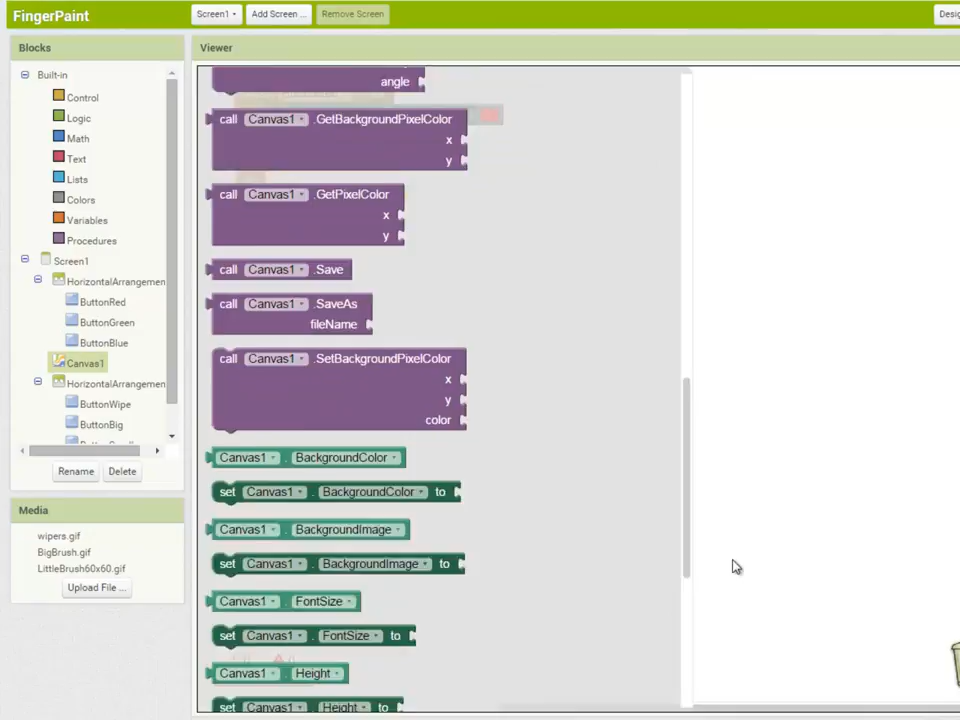 FingerPaint Screen1 Add Screen ... Remove Screen
Blocks
Built-in
Control
Logic
Math
Text
Lists
Colors
Variables
Procedures
Screen1
HorizontalArrangemen
ButtonRed
ButtonGreen
ButtonBlue
Canvas1
HorizontalArrangemen
ButtonWipe
ButtonBig
Rename Delete
Media
wipers.gif
BigBrush.gif
LittleBrush60x60.gif
Upload File ...
Viewer
angle
call Canvas1 .GetBackgroundPixelColor
x
y
call Canvas1 .GetPixelColor
x
y
call Canvas1 .Save
call Canvas1 .SaveAs
fileName
call Canvas1 .SetBackgroundPixelColor
x
y
color
Canvas1 . BackgroundColor
set Canvas1 . BackgroundColor to
Canvas1 . BackgroundImage
set Canvas1 . BackgroundImage to
Canvas1 . FontSize
set Canvas1 . FontSize to
Canvas1 . Height
set Canvas1 . Height to
Desig